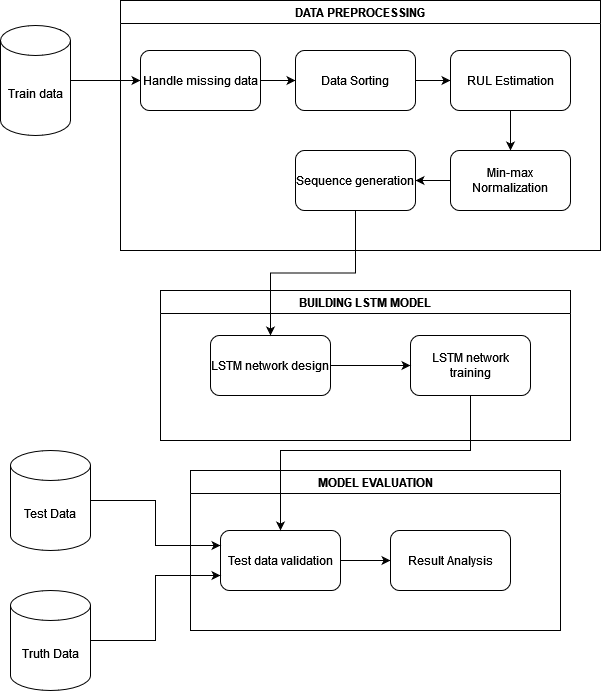 DATA PREPROCESSING
Train data
Handle missing data
Data Sorting
RUL Estimation
Sequence generation
Min-max
Normalization
BUILDING LSTM MODEL
LSTM network design
LSTM network
training
MODEL EVALUATION
Test Data
Test data validation
Result Analysis
Truth Data